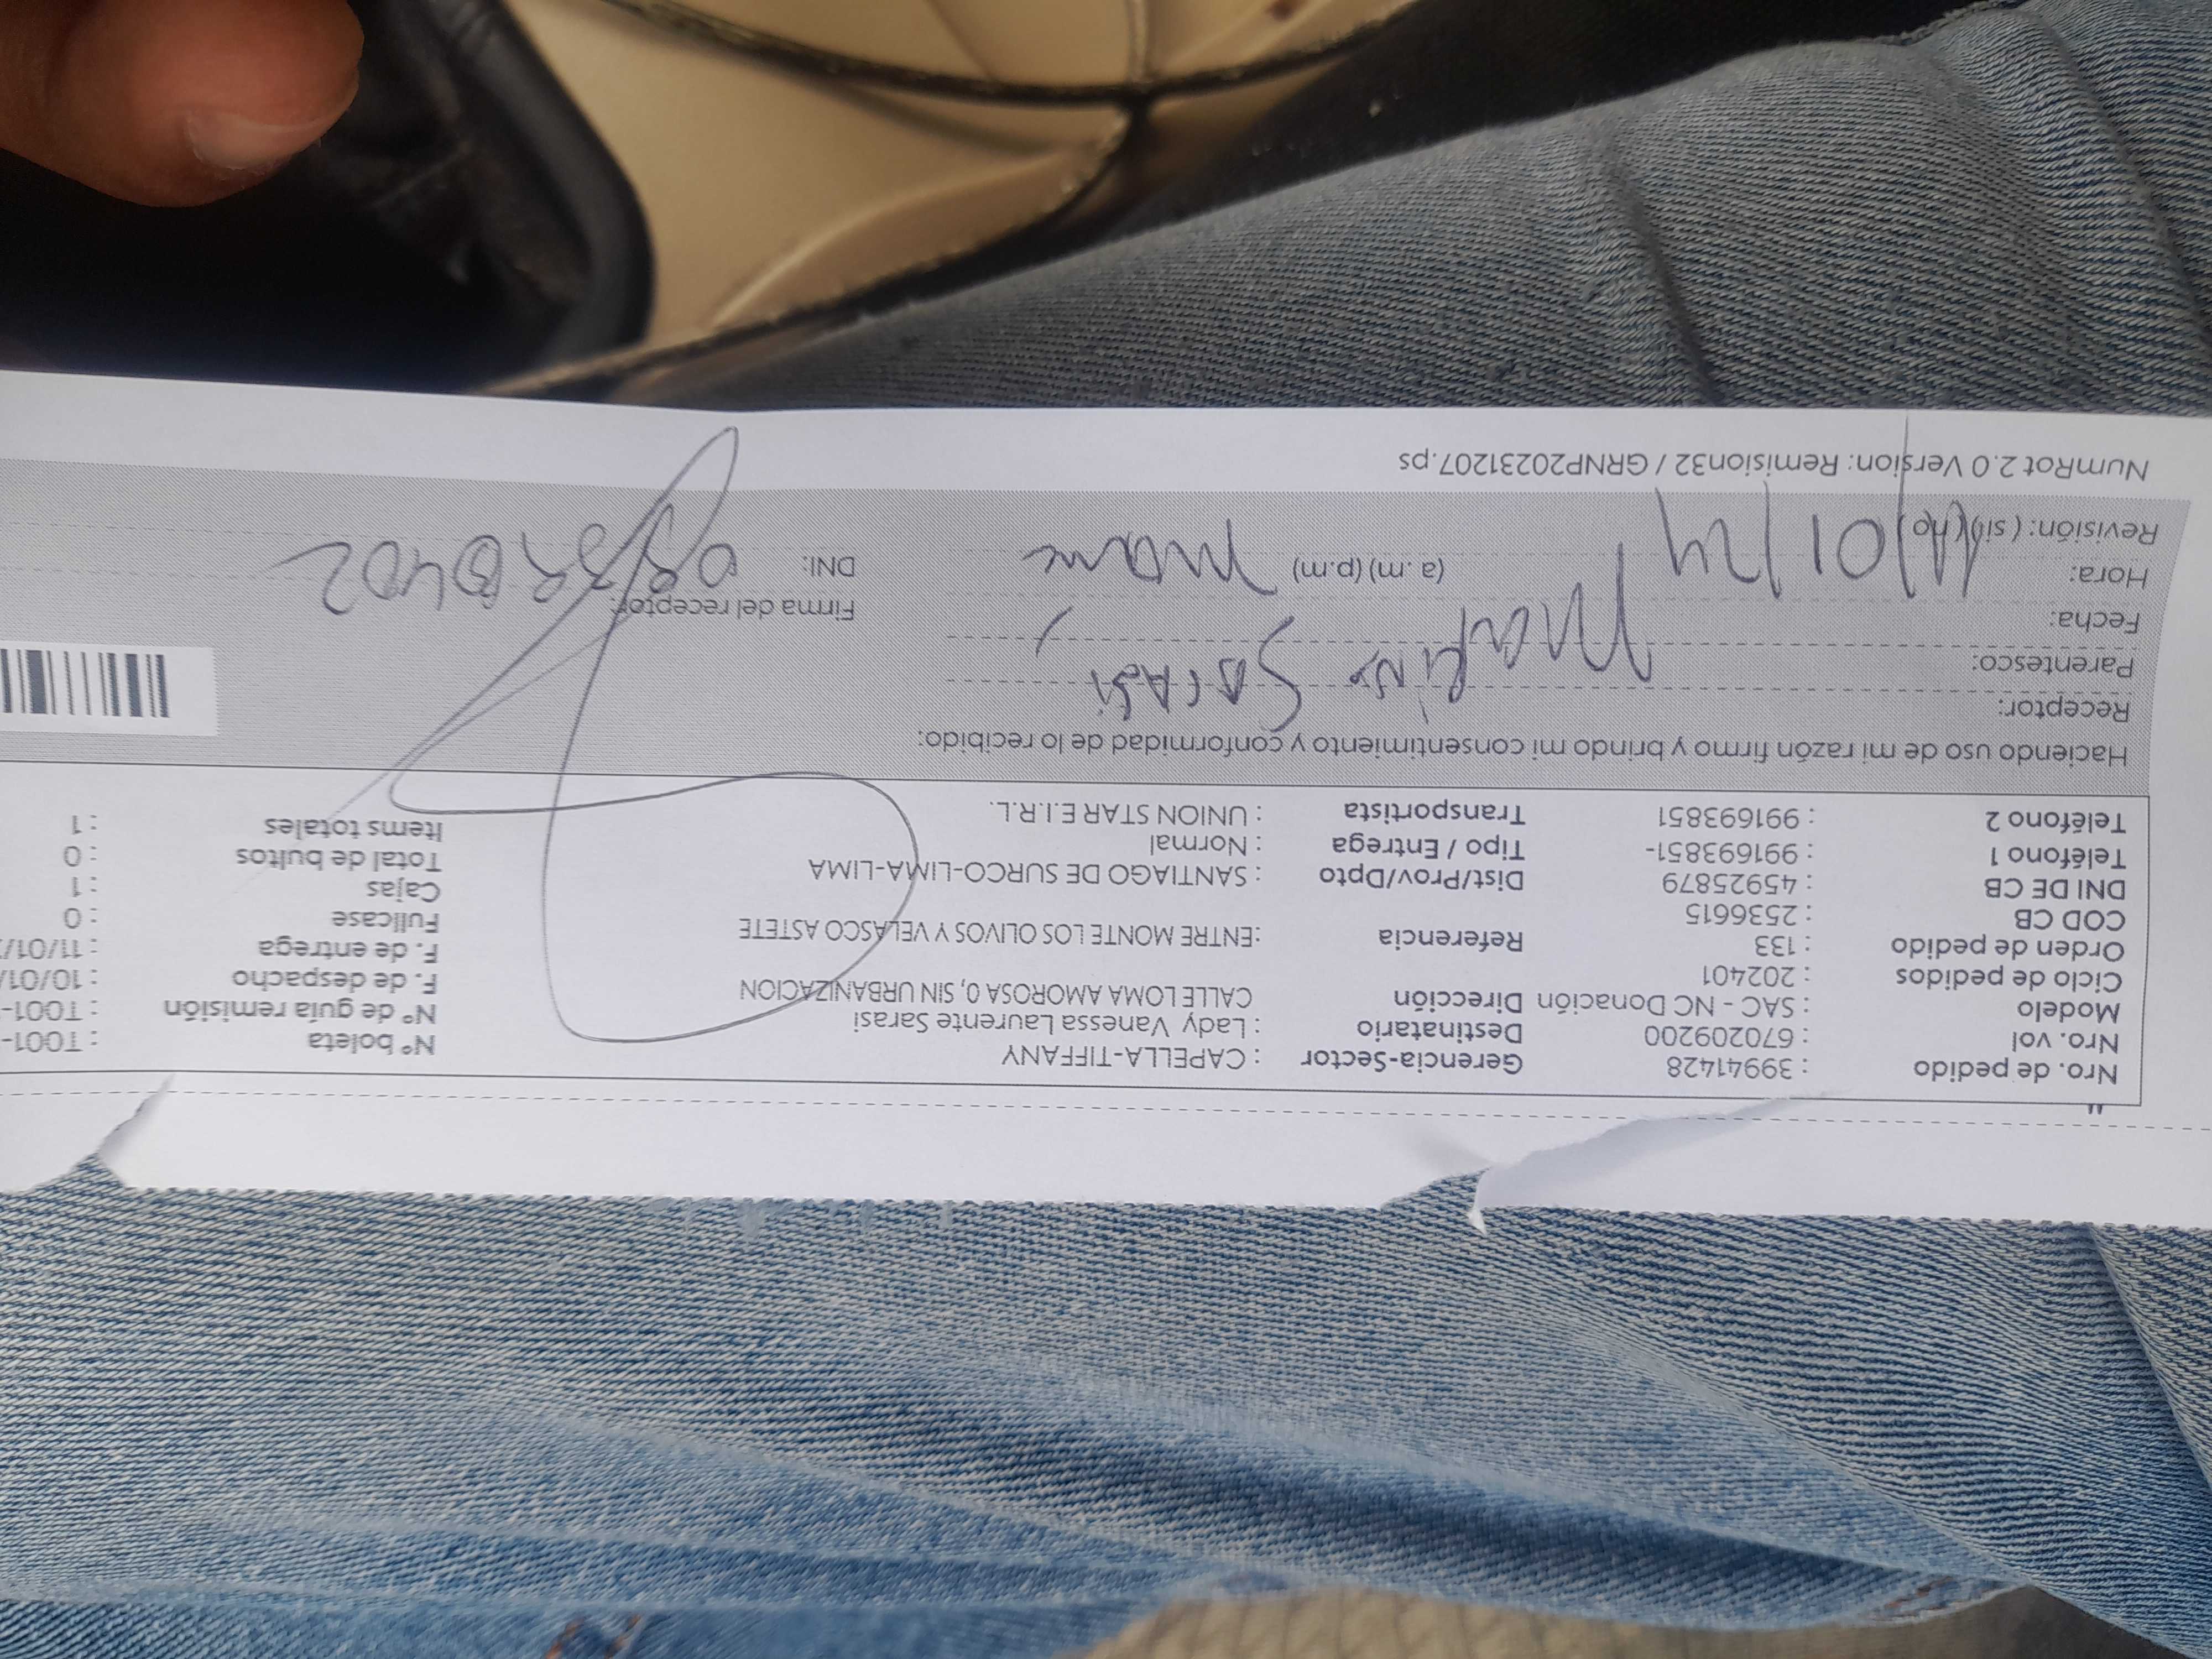 Nro. de pedido : 39941428 Gerencia-Sector : CAPELLA-TIFFANY Nº boleta : T001-
Nro. vol : 670209200 Destinatario : Lady Vanessa Laurente Sarasi Nº de guía remisión : T001-
Modelo : SAC - NC Donación Dirección CALLE LOMA AMOROSA 0, SIN URBANIZACION F. de despacho : 10/01/
Ciclo de pedidos : 202401 F. de entrega : 11/01/
Orden de pedido : 133 Referencia :ENTRE MONTE LOS OLIVOS Y VELASCO ASTETE Fullcase : 0
COD CB : 2536615 Cajas : 1
DNI DE CB : 45925879 Dist/Prov/Dpto : SANTIAGO DE SURCO-LIMA-LIMA Total de bultos : 0
Teléfono 1 : 991693851- Tipo / Entrega : Normal Items totales : 1
Teléfono 2 : 991693851 Transportista : UNION STAR E.I.R.L.
Haciendo uso de mi razón firmo y brindo mi consentimiento y conformidad de lo recibido:
Receptor:
Parentesco:
Fecha: Firma del receptor:
Hora: 11/01/24 (a. m) (p.m) DNI:
Revisión: (si) (no)
NumRot 2.0 Version: Remision32 / GRNP20231207.ps